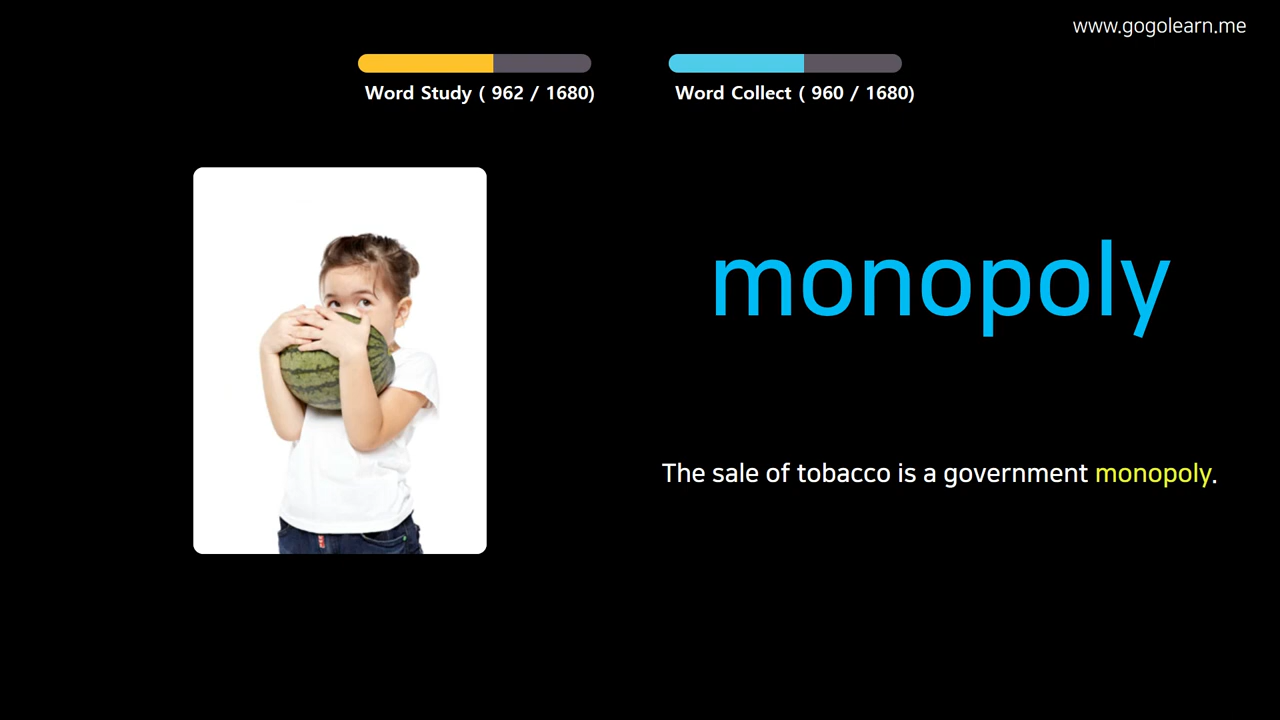 www.gogolearn.me
Word Study ( 962 / 1680)
Word Collect ( 960 / 1680)
monopoly
The sale of tobacco is a government monopoly.